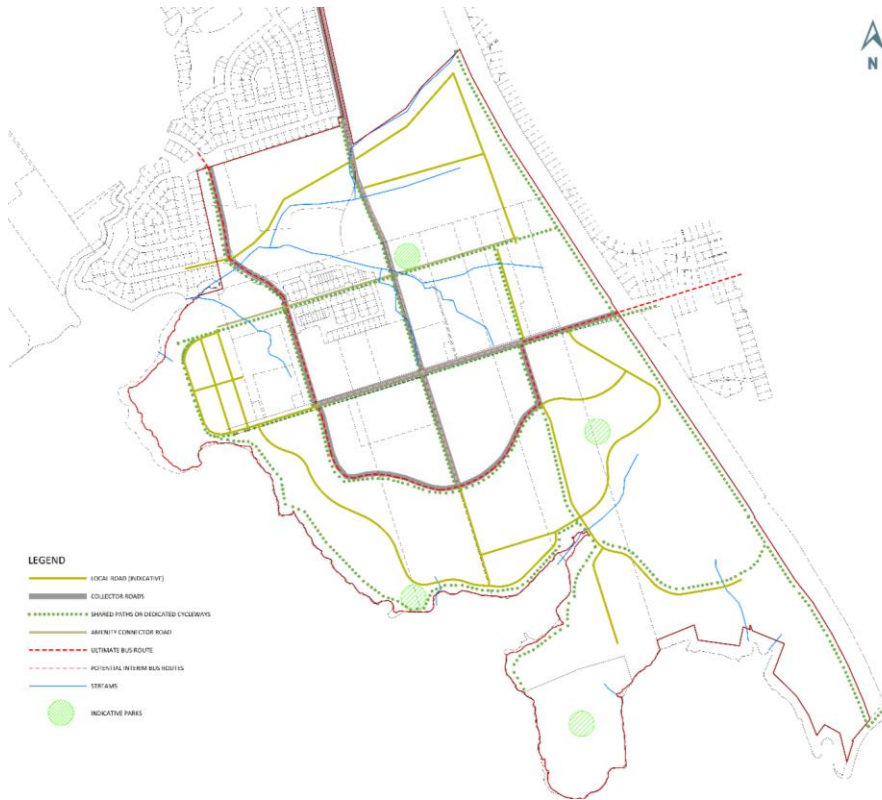 N
LEGEND
LOCAL ROAD (INDICATIVE)
COLLECTOR ROADS
SHARED PATHS OR DEDICATED CYCLEWAYS
AMENITY CONNECTOR ROAD
ULTIMATE BUS ROUTE
POTENTIAL INTERIM BUS ROUTES
STREAMS
INDICATIVE PARKS